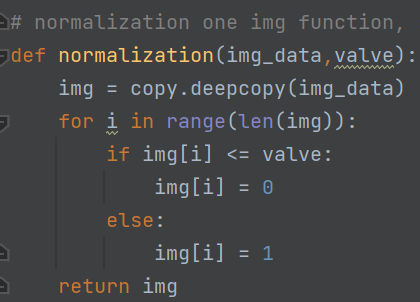 # normalization one img function,
def normalization(img_data,valve):
    img = copy.deepcopy(img_data)
    for i in range(len(img)):
        if img[i] <= valve:
            img[i] = 0
        else:
            img[i] = 1
    return img